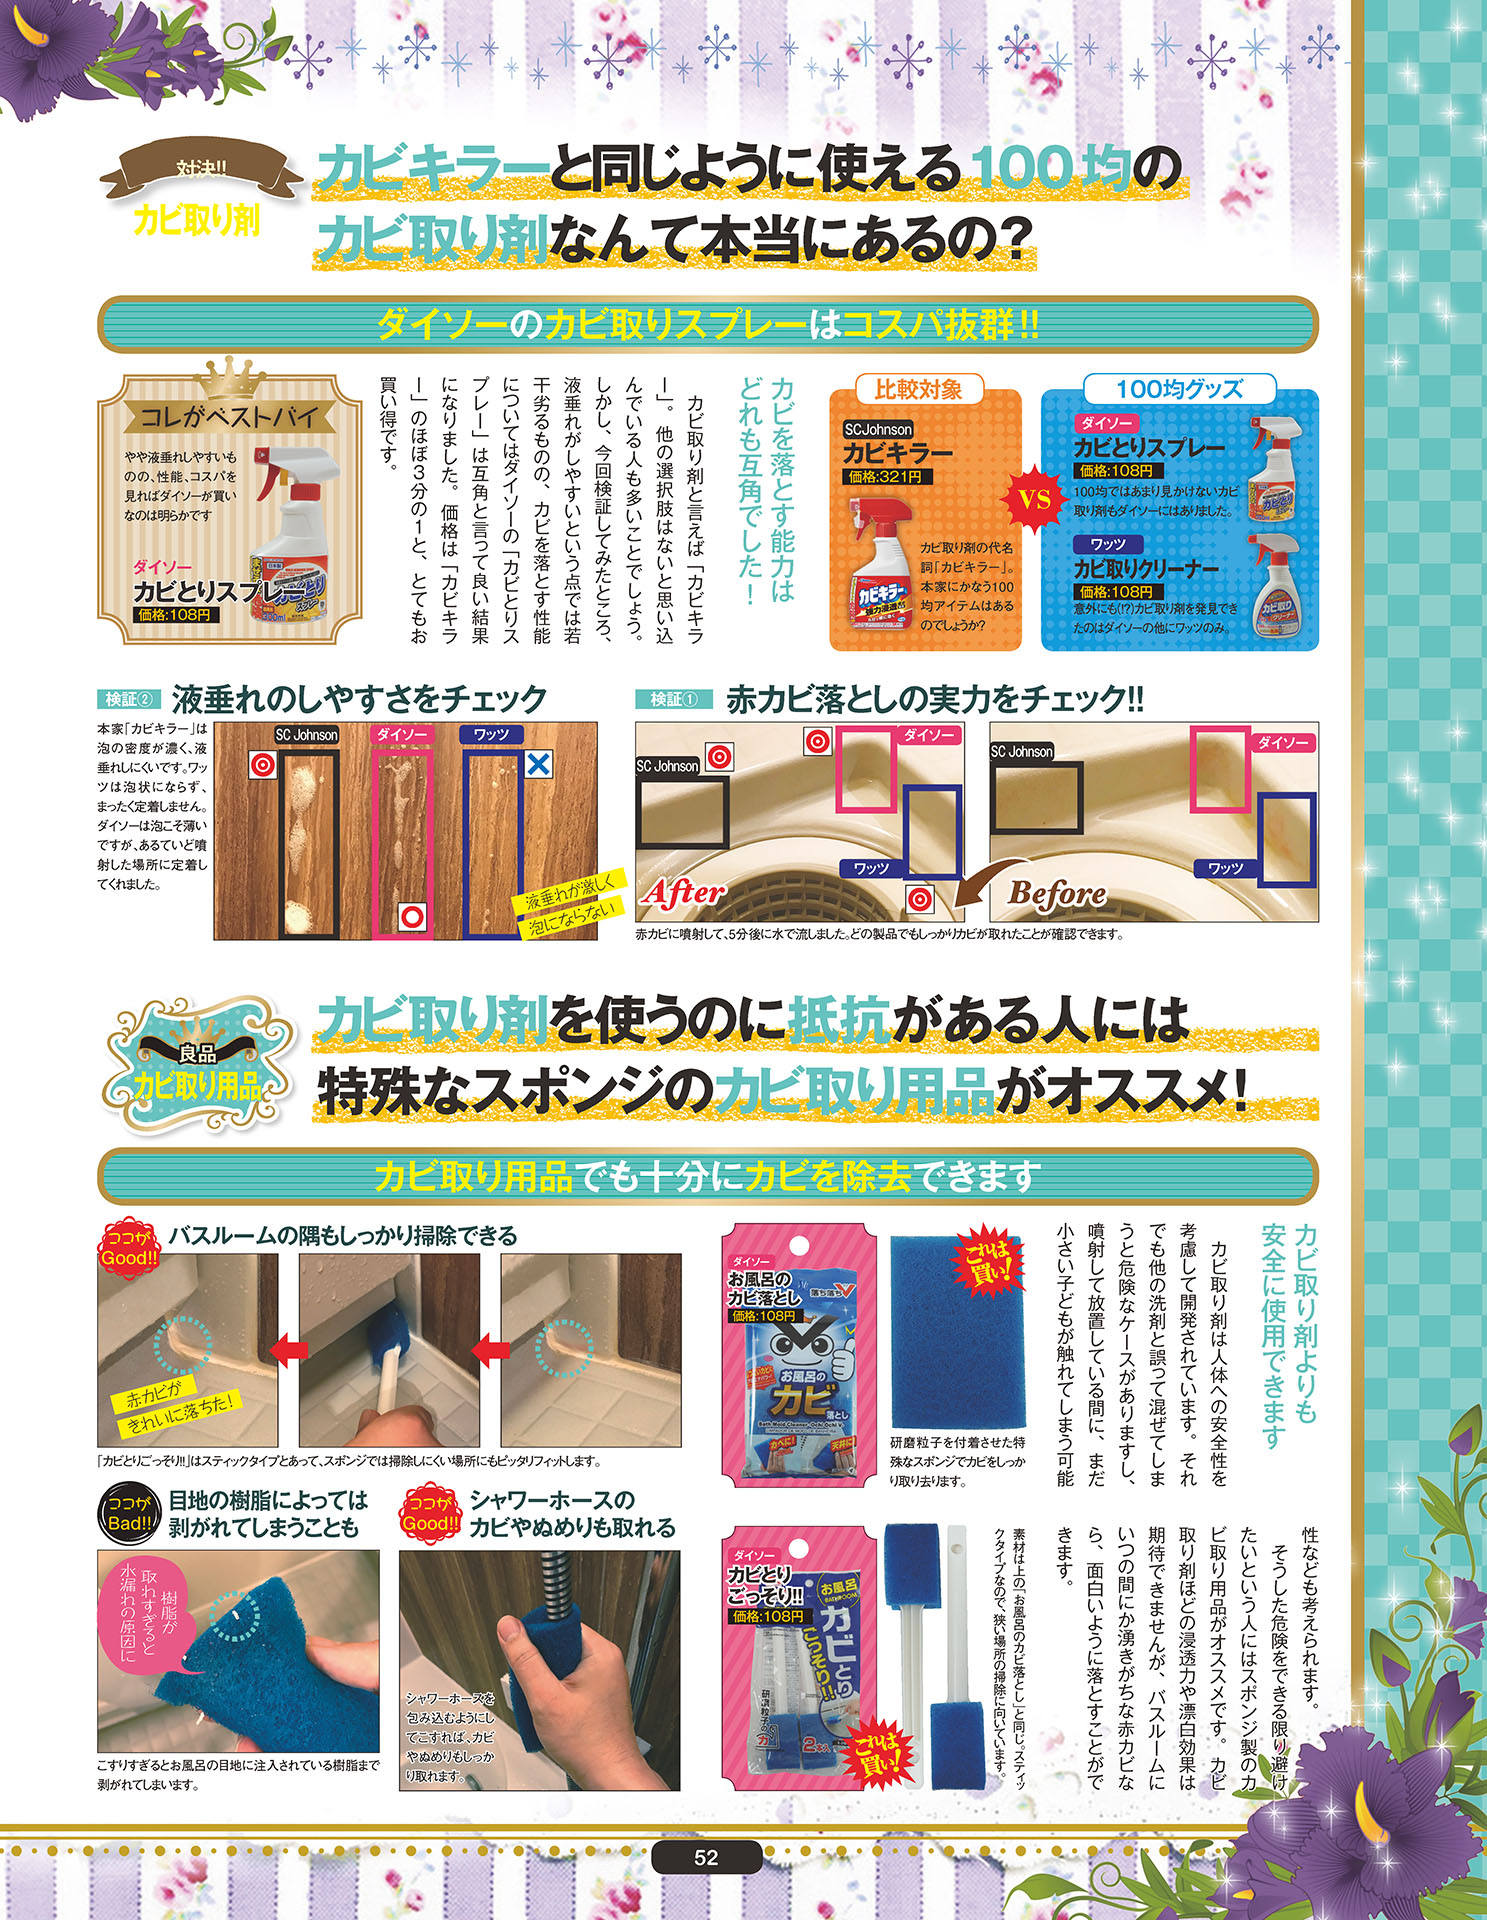 対決!!
カビ取り剤
カビキラーと同じように使える100均の
カビ取り剤なんて本当にあるの?
ダイソーのカビ取りスプレーはコスパ抜群!!
100均グッズ
ダイソー
カビとりスプレー
価格:108円
100均ではあまり見かけないカビ
取り剤もダイソーにはありました。
ワッツ
カビ取りクリーナー
価格:108円
意外にも(!?)カビ取り剤を発見でき
たのはダイソーの他にワッツのみ。
VS
比較対象
SCJohnson
カビキラー
価格:321円
カビ取り剤の代名
詞「カビキラー」。
本家にかなう100
均アイテムはある
のでしょうか?
カビキラー
カビを落とす能力は
どれも互角でした!
カビ取り剤と言えば「カビキラ
ー」。他の選択肢はないと思い込
んでいる人も多いことでしょう。
しかし、今回検証してみたところ、
液垂れがしやすいという点では若
干劣るものの、カビを落とす性能
についてはダイソーの「カビとりス
プレー」は互角と言って良い結果
になりました。価格は「カビキラ
ー」のほぼ3分の1と、とてもお
買い得です。
コレがベストバイ
やや液垂れしやすいも
のの、性能、コスパを
見ればダイソーが買い
なのは明らかです
ダイソー
カビとりスプレー
価格:108円
検証① 赤カビ落としの実力をチェック!!
SC Johnson
ダイソー
ワッツ
Before
SC Johnson
ダイソー
ワッツ
After
赤カビに噴射して、5分後に水で流しました。どの製品でもしっかりカビが取れたことが確認できます。
検証② 液垂れのしやすさをチェック
本家「カビキラー」は
泡の密度が濃く、液
垂れしにくいです。ワッ
ツは泡状にならず、
まったく定着しません。
ダイソーは泡こそ薄い
ですが、あるていど噴
射した場所に定着し
てくれました。
SC Johnson
ダイソー
ワッツ
液垂れが激しく
泡にならない
良品
カビ取り用品
カビ取り剤を使うのに抵抗がある人には
特殊なスポンジのカビ取り用品がオススメ!
カビ取り用品でも十分にカビを除去できます
カビ取り剤よりも
安全に使用できます
カビ取り剤は人体への安全性を
考慮して開発されています。それ
でも他の洗剤と誤って混ぜてしま
うと危険なケースがありますし、
噴射して放置している間に、まだ
小さい子どもが触れてしまう可能
性なども考えられます。
そうした危険をできる限り避け
たいという人にはスポンジ製のカ
ビ取り用品がオススメです。カビ
取り剤ほどの浸透力や漂白効果は
期待できませんが、バスルームに
いつの間にか湧きがちな赤カビな
ら、面白いように落とすことがで
きます。
ダイソー
お風呂の
カビ落とし
価格:108円
落ち落ちV
お風呂の
カビ
落とし
Bath Mold Cleaner -Ochi Ochi V-
かべに!
天井に!
これは
買い!
研磨粒子を付着させた特
殊なスポンジでカビをしっか
り取り去ります。
ダイソー
カビとり
ごっそり!!
価格:108円
お風呂
BATHROOM
カビとり
ごっそり!!
研磨粒子の力
2本入
これは
買い!
素材は上の「お風呂のカビ落とし」と同じ。スティッ
クタイプなので、狭い場所の掃除に向いています。
ココが
Good!!
バスルームの隅もしっかり掃除できる
赤カビが
きれいに落ちた!
「カビとりごっそり!!」はスティックタイプとあって、スポンジでは掃除しにくい場所にもピッタリフィットします。
ココが
Bad!!
目地の樹脂によっては
剥がれてしまうことも
樹脂が
取れすぎると
水漏れの原因に
こすりすぎるとお風呂の目地に注入されている樹脂まで
剥がれてしまいます。
ココが
Good!!
シャワーホースの
カビやぬめりも取れる
シャワーホースを
包み込むようにし
てこすれば、カビ
やぬめりもしっか
り取れます。
52